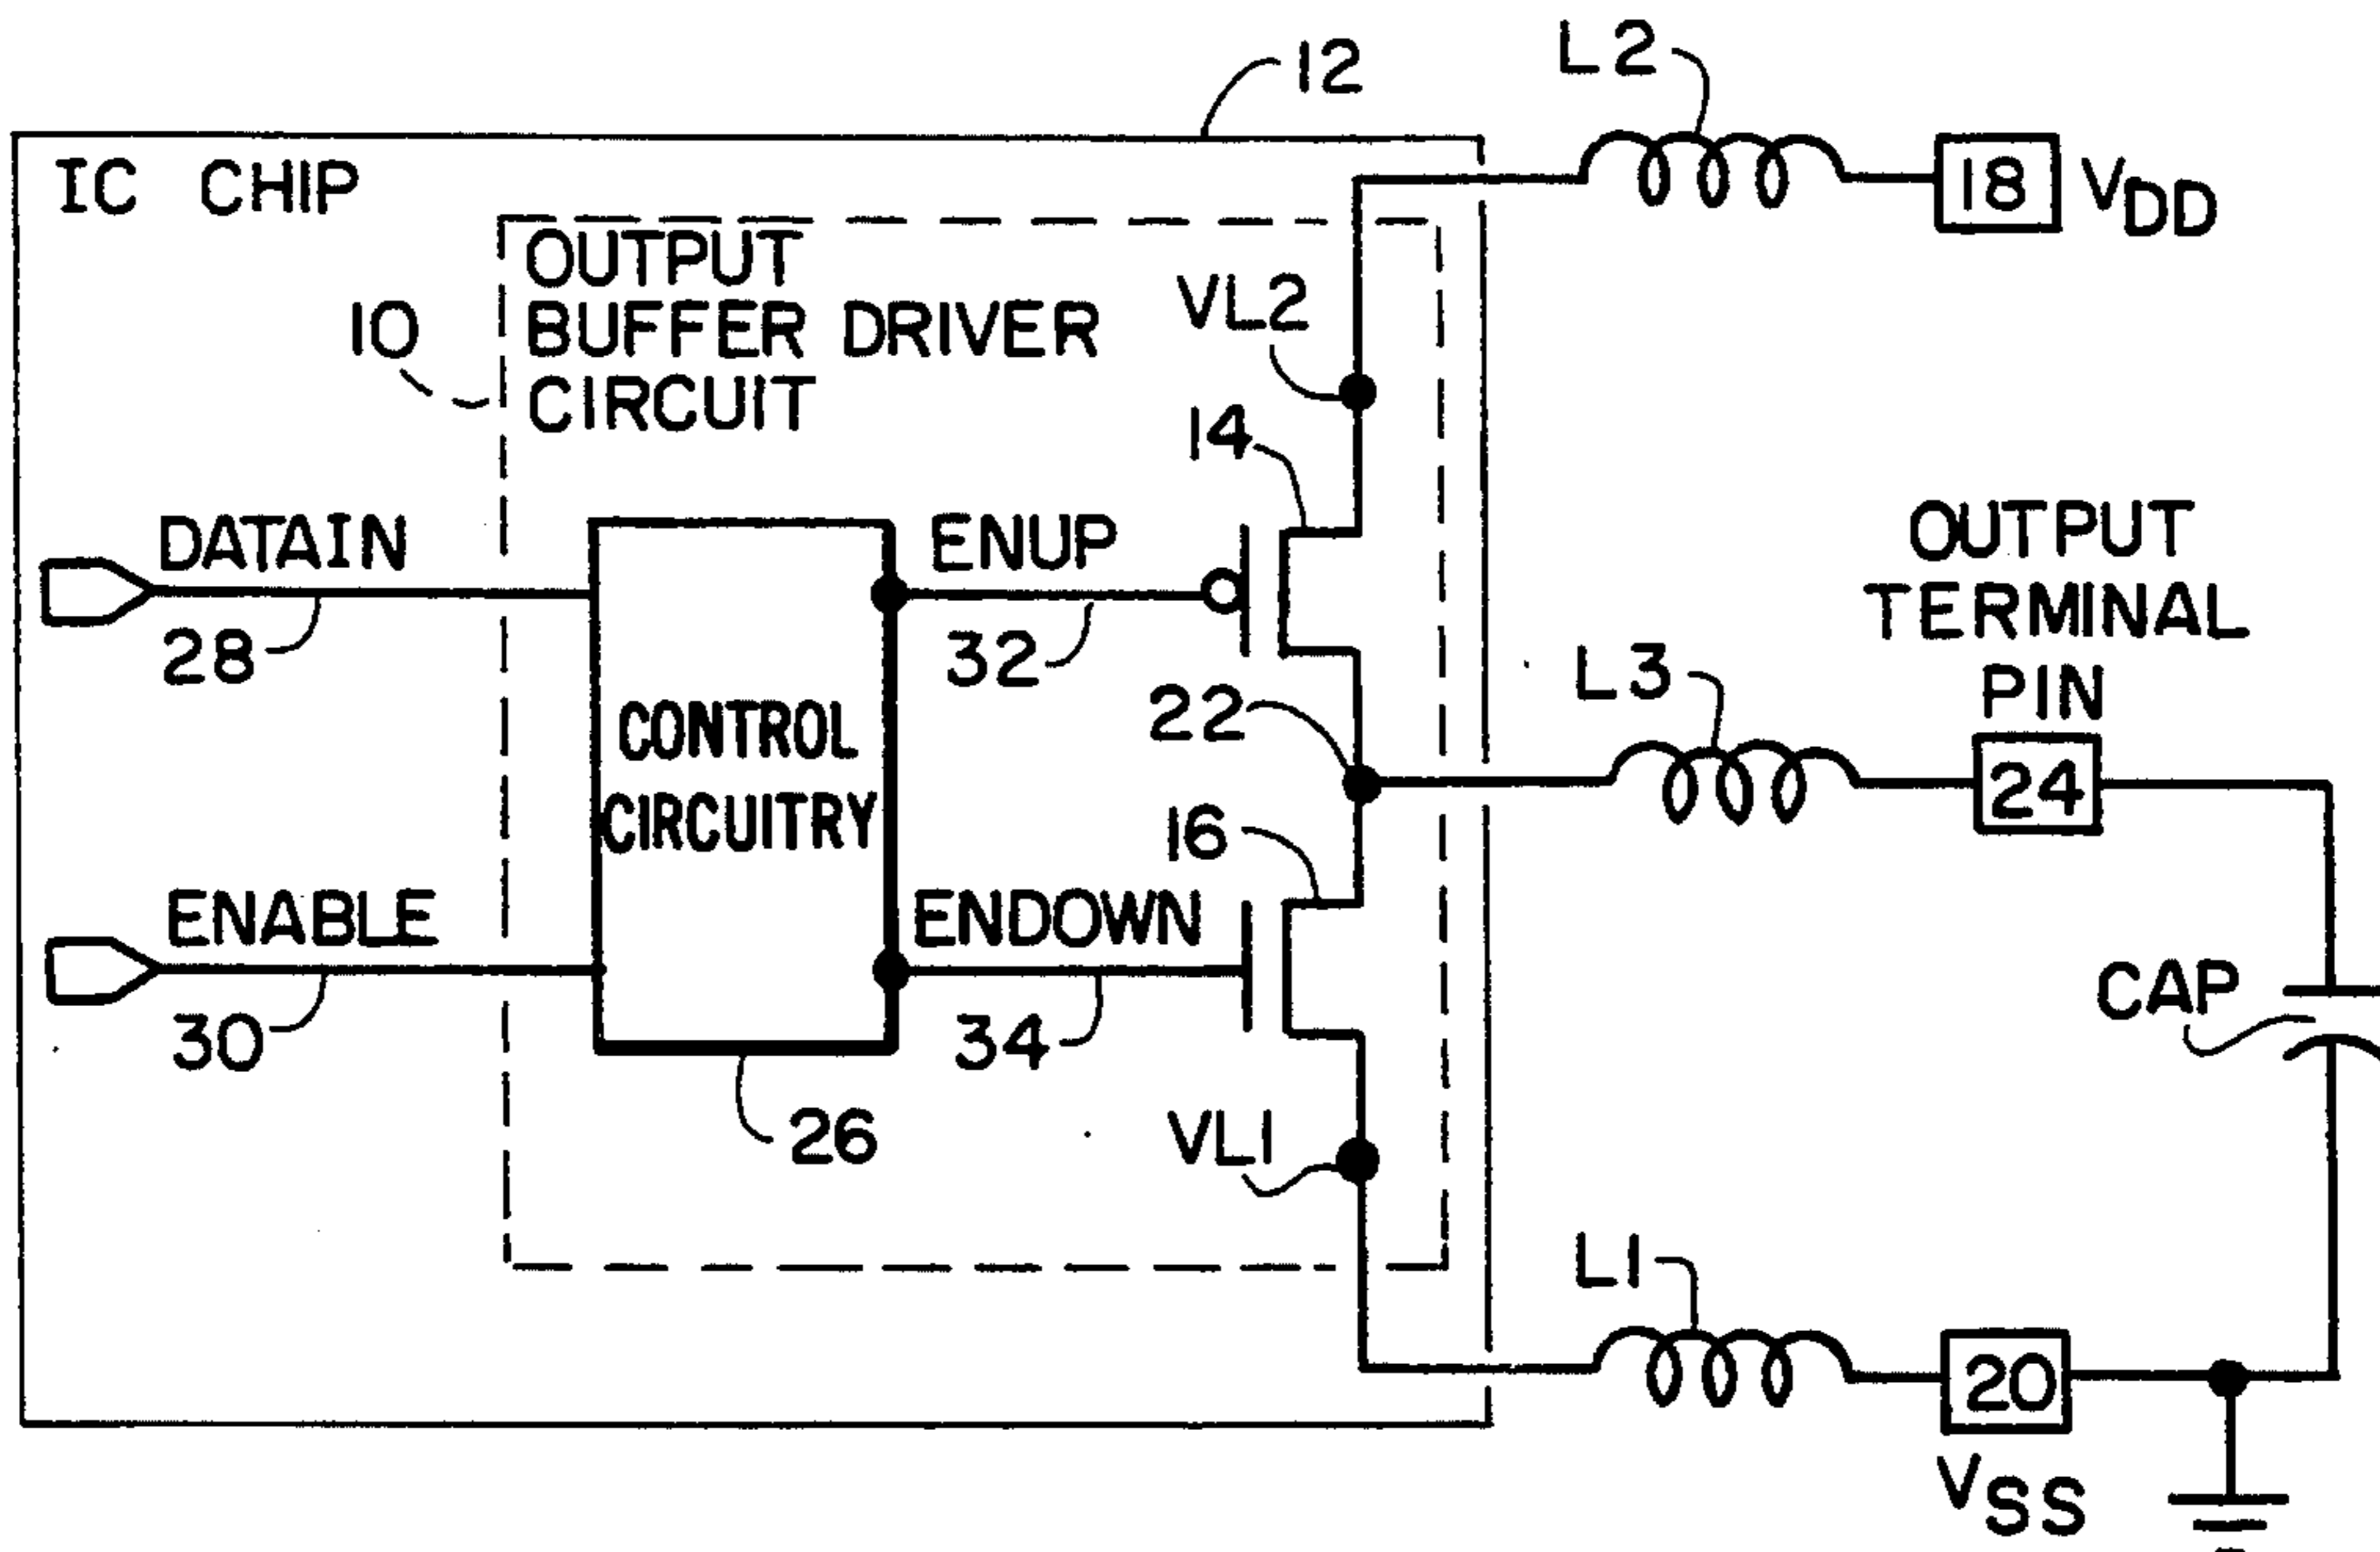 12
L2
IC CHIP
18
VDD
OUTPUT
BUFFER DRIVER
CIRCUIT
10
VL2
14
DATAIN
28
ENUP
32
OUTPUT
TERMINAL
PIN
L3
22
24
CONTROL
CIRCUITRY
16
ENABLE
30
ENDOWN
34
CAP
26
VL1
L1
20
VSS